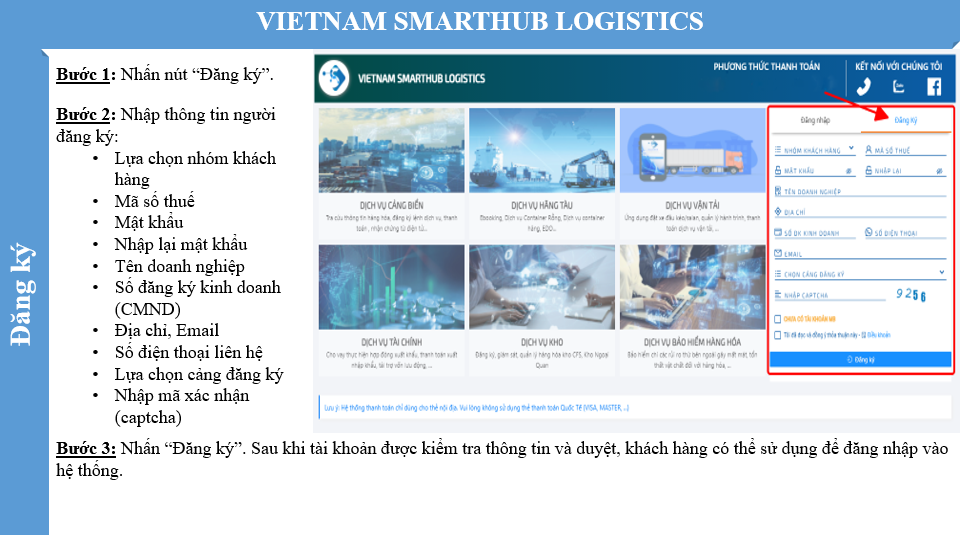 VIETNAM SMARTHUB LOGISTICS
Đăng ký
Bước 1: Nhấn nút “Đăng ký”.
Bước 2: Nhập thông tin người
đăng ký:
• Lựa chọn nhóm khách
hàng
• Mã số thuế
• Mật khẩu
• Nhập lại mật khẩu
• Tên doanh nghiệp
• Số đăng ký kinh doanh
(CMND)
• Địa chỉ, Email
• Số điện thoại liên hệ
• Lựa chọn cảng đăng ký
• Nhập mã xác nhận
(captcha)
VIETNAM SMARTHUB LOGISTICS
PHƯƠNG THỨC THANH TOÁN
KẾT NỐI VỚI CHÚNG TÔI
DỊCH VỤ CẢNG BIỂN
Tra cứu thông tin hàng hóa, đăng ký lệnh dịch vụ, thanh
toán , nhận chứng từ điện tử...
DỊCH VỤ HÃNG TÀU
Ebooking, Dịch vụ Container Rỗng, Dịch vụ container
hàng, EDO...
DỊCH VỤ VẬN TẢI
Ứng dụng đặt xe đầu kéo/salan, quản lý hành trình, thanh
toán dịch vụ vận tải, ...
DỊCH VỤ TÀI CHÍNH
Cho vay thực hiện hợp đồng xuất khẩu, thanh toán xuất
nhập khẩu, tài trợ vốn lưu động, ...
DỊCH VỤ KHO
Đăng ký, giám sát, quản lý hàng hóa kho CFS, kho Ngoại
Quan
DỊCH VỤ BẢO HIỂM HÀNG HÓA
Bảo hiểm chi các rủi ro từ bên ngoài gây mất mát, tổn
thất vật chất đối với hàng hóa, ...
Đăng nhập
Đăng Ký
NHÓM KHÁCH HÀNG
MÃ SỐ THUẾ
MẬT KHẨU
NHẬP LẠI
TÊN DOANH NGHIỆP
ĐỊA CHỈ
SỐ ĐK KINH DOANH
SỐ ĐIỆN THOẠI
EMAIL
CHỌN CẢNG ĐĂNG KÝ
NHẬP CAPTCHA
9256
CHƯA CÓ TÀI KHOẢN MB
Tôi đã đọc và đồng ý thỏa thuận này - Điều khoản
Đăng ký
Lưu ý: Hệ thống thanh toán chỉ dùng cho thẻ nội địa. Vui lòng không sử dụng thẻ thanh toán Quốc Tế (VISA, MASTER, ...)
Bước 3: Nhấn “Đăng ký”. Sau khi tài khoản được kiểm tra thông tin và duyệt, khách hàng có thể sử dụng để đăng nhập vào
hệ thống.